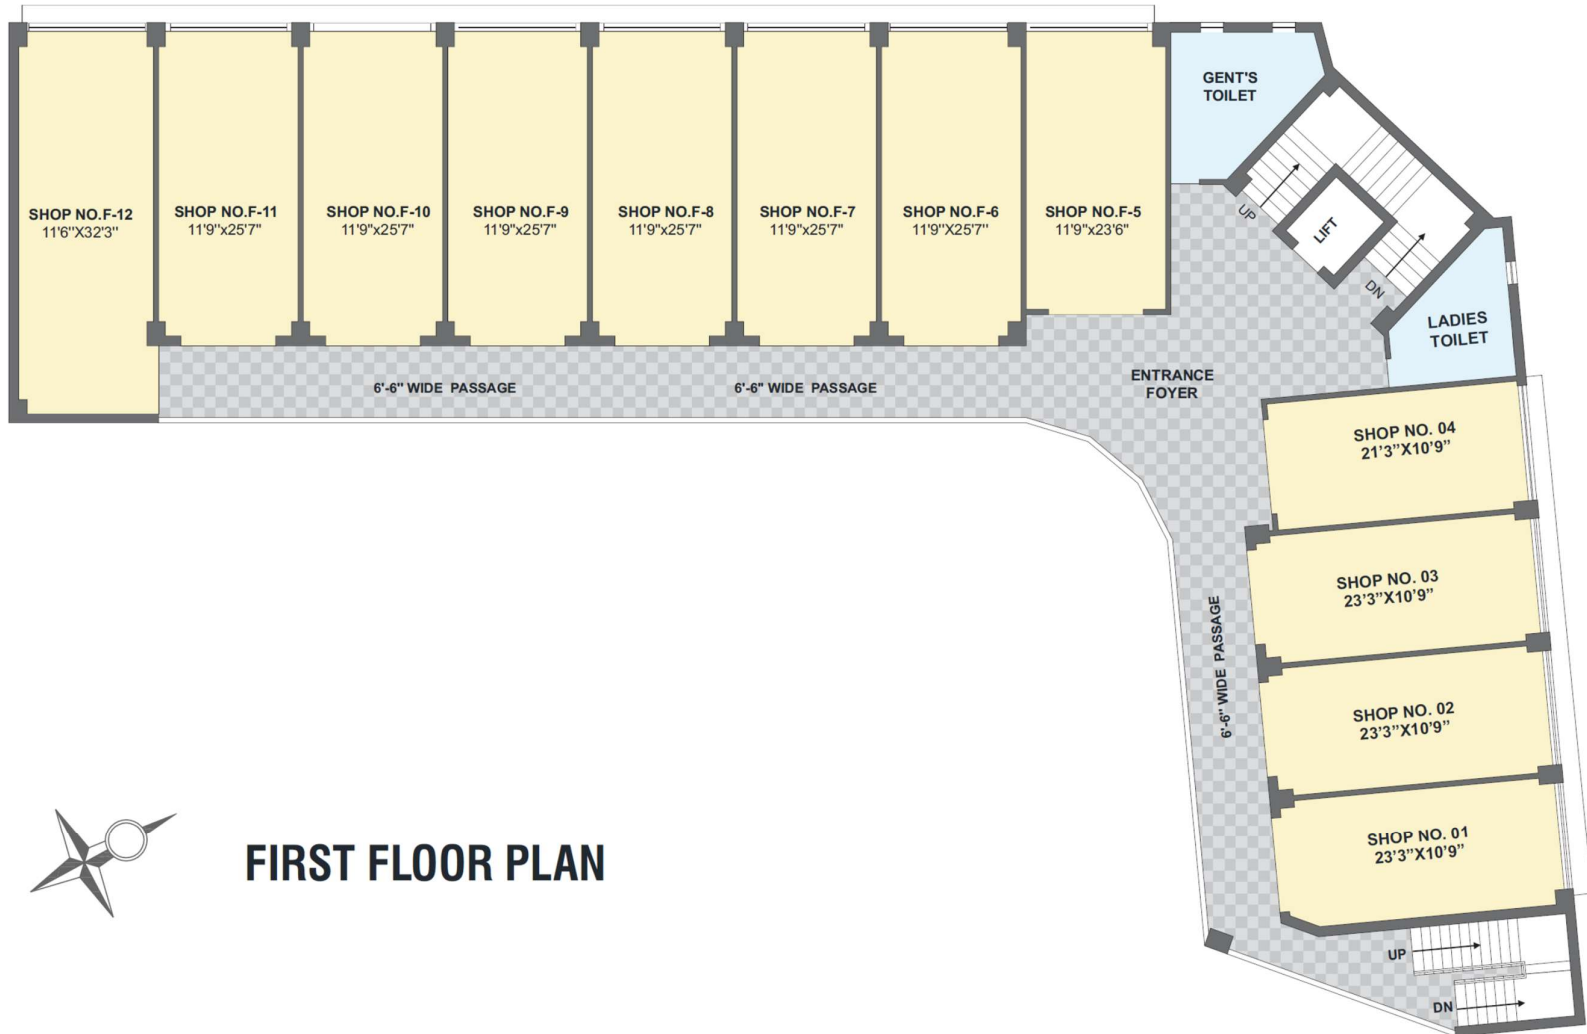 GENT'S
TOILET
SHOP NO.F-12
11'6"X32'3"
SHOP NO.F-11
11'9"x25'7"
SHOP NO.F-10
11'9"x25'7"
SHOP NO.F-9
11'9"x25'7"
SHOP NO.F-8
11'9"x25'7"
SHOP NO.F-7
11'9"x25'7"
SHOP NO.F-6
11'9"X25'7"
SHOP NO.F-5
11'9"x23'6"
UP
LIFT
DN
LADIES
TOILET
6'-6" WIDE PASSAGE
6'-6" WIDE PASSAGE
ENTRANCE
FOYER
SHOP NO. 04
21'3”X10’9”
SHOP NO. 03
23’3”X10’9”
6'-6" WIDE PASSAGE
SHOP NO. 02
23’3”X10’9”
SHOP NO. 01
23’3”X10’9”
FIRST FLOOR PLAN
UP
DN